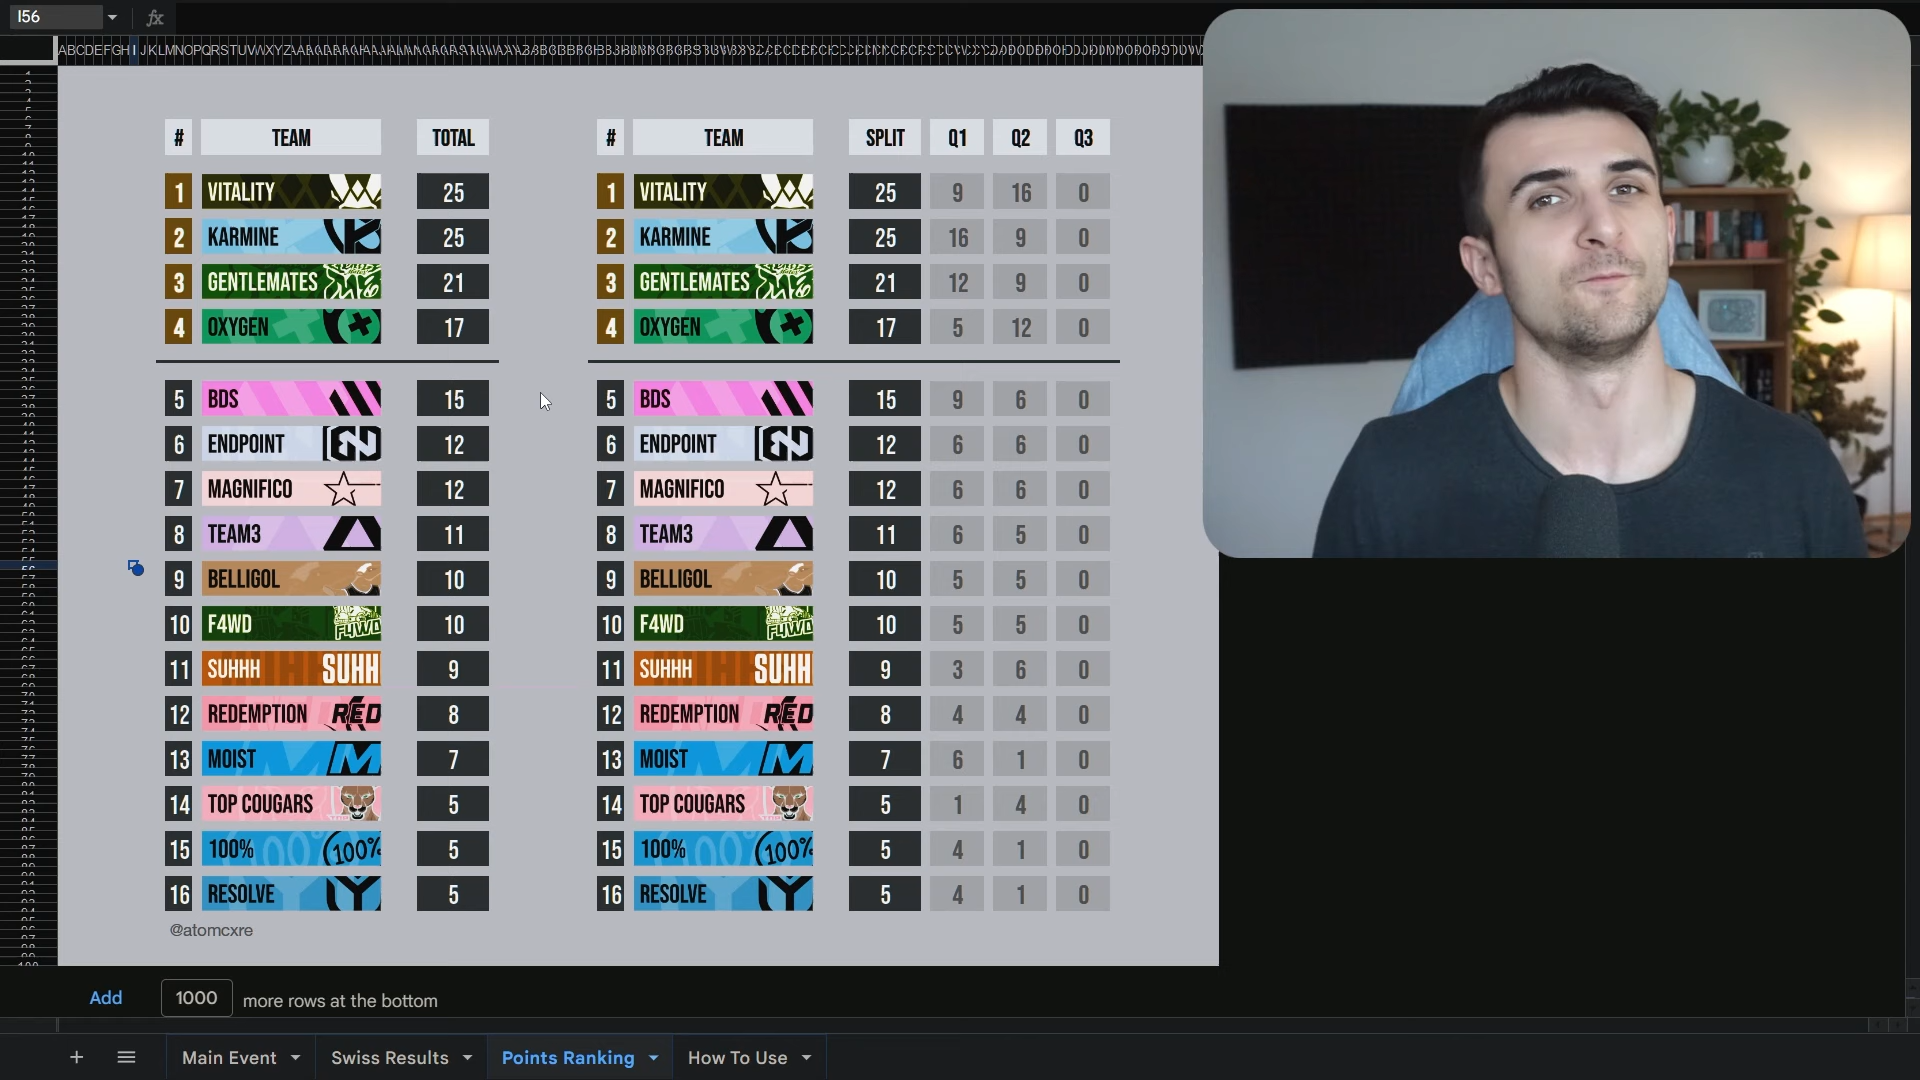 I56
fx
# TEAM TOTAL # TEAM SPLIT Q1 Q2 Q3
1 VITALITY 25 1 VITALITY 25 9 16 0
2 KARMINE 25 2 KARMINE 25 16 9 0
3 GENTLEMATES 21 3 GENTLEMATES 21 12 9 0
4 OXYGEN 17 4 OXYGEN 17 5 12 0
5 BDS 15 5 BDS 15 9 6 0
6 ENDPOINT 12 6 ENDPOINT 12 6 6 0
7 MAGNIFICO 12 7 MAGNIFICO 12 6 6 0
8 TEAM3 11 8 TEAM3 11 6 5 0
9 BELLIGOL 10 9 BELLIGOL 10 5 5 0
10 F4WD F4WD 10 10 F4WD F4WD 10 5 5 0
11 SUHHH SUHH 9 11 SUHHH SUHH 9 3 6 0
12 REDEMPTION RED 8 12 REDEMPTION RED 8 4 4 0
13 MOIST M 7 13 MOIST M 7 6 1 0
14 TOP COUGARS 5 14 TOP COUGARS 5 1 4 0
15 100% 100% 5 15 100% 100% 5 4 1 0
16 RESOLVE 5 16 RESOLVE 5 4 1 0
@atomcxre
Add 1000 more rows at the bottom
+ Main Event Swiss Results Points Ranking How To Use